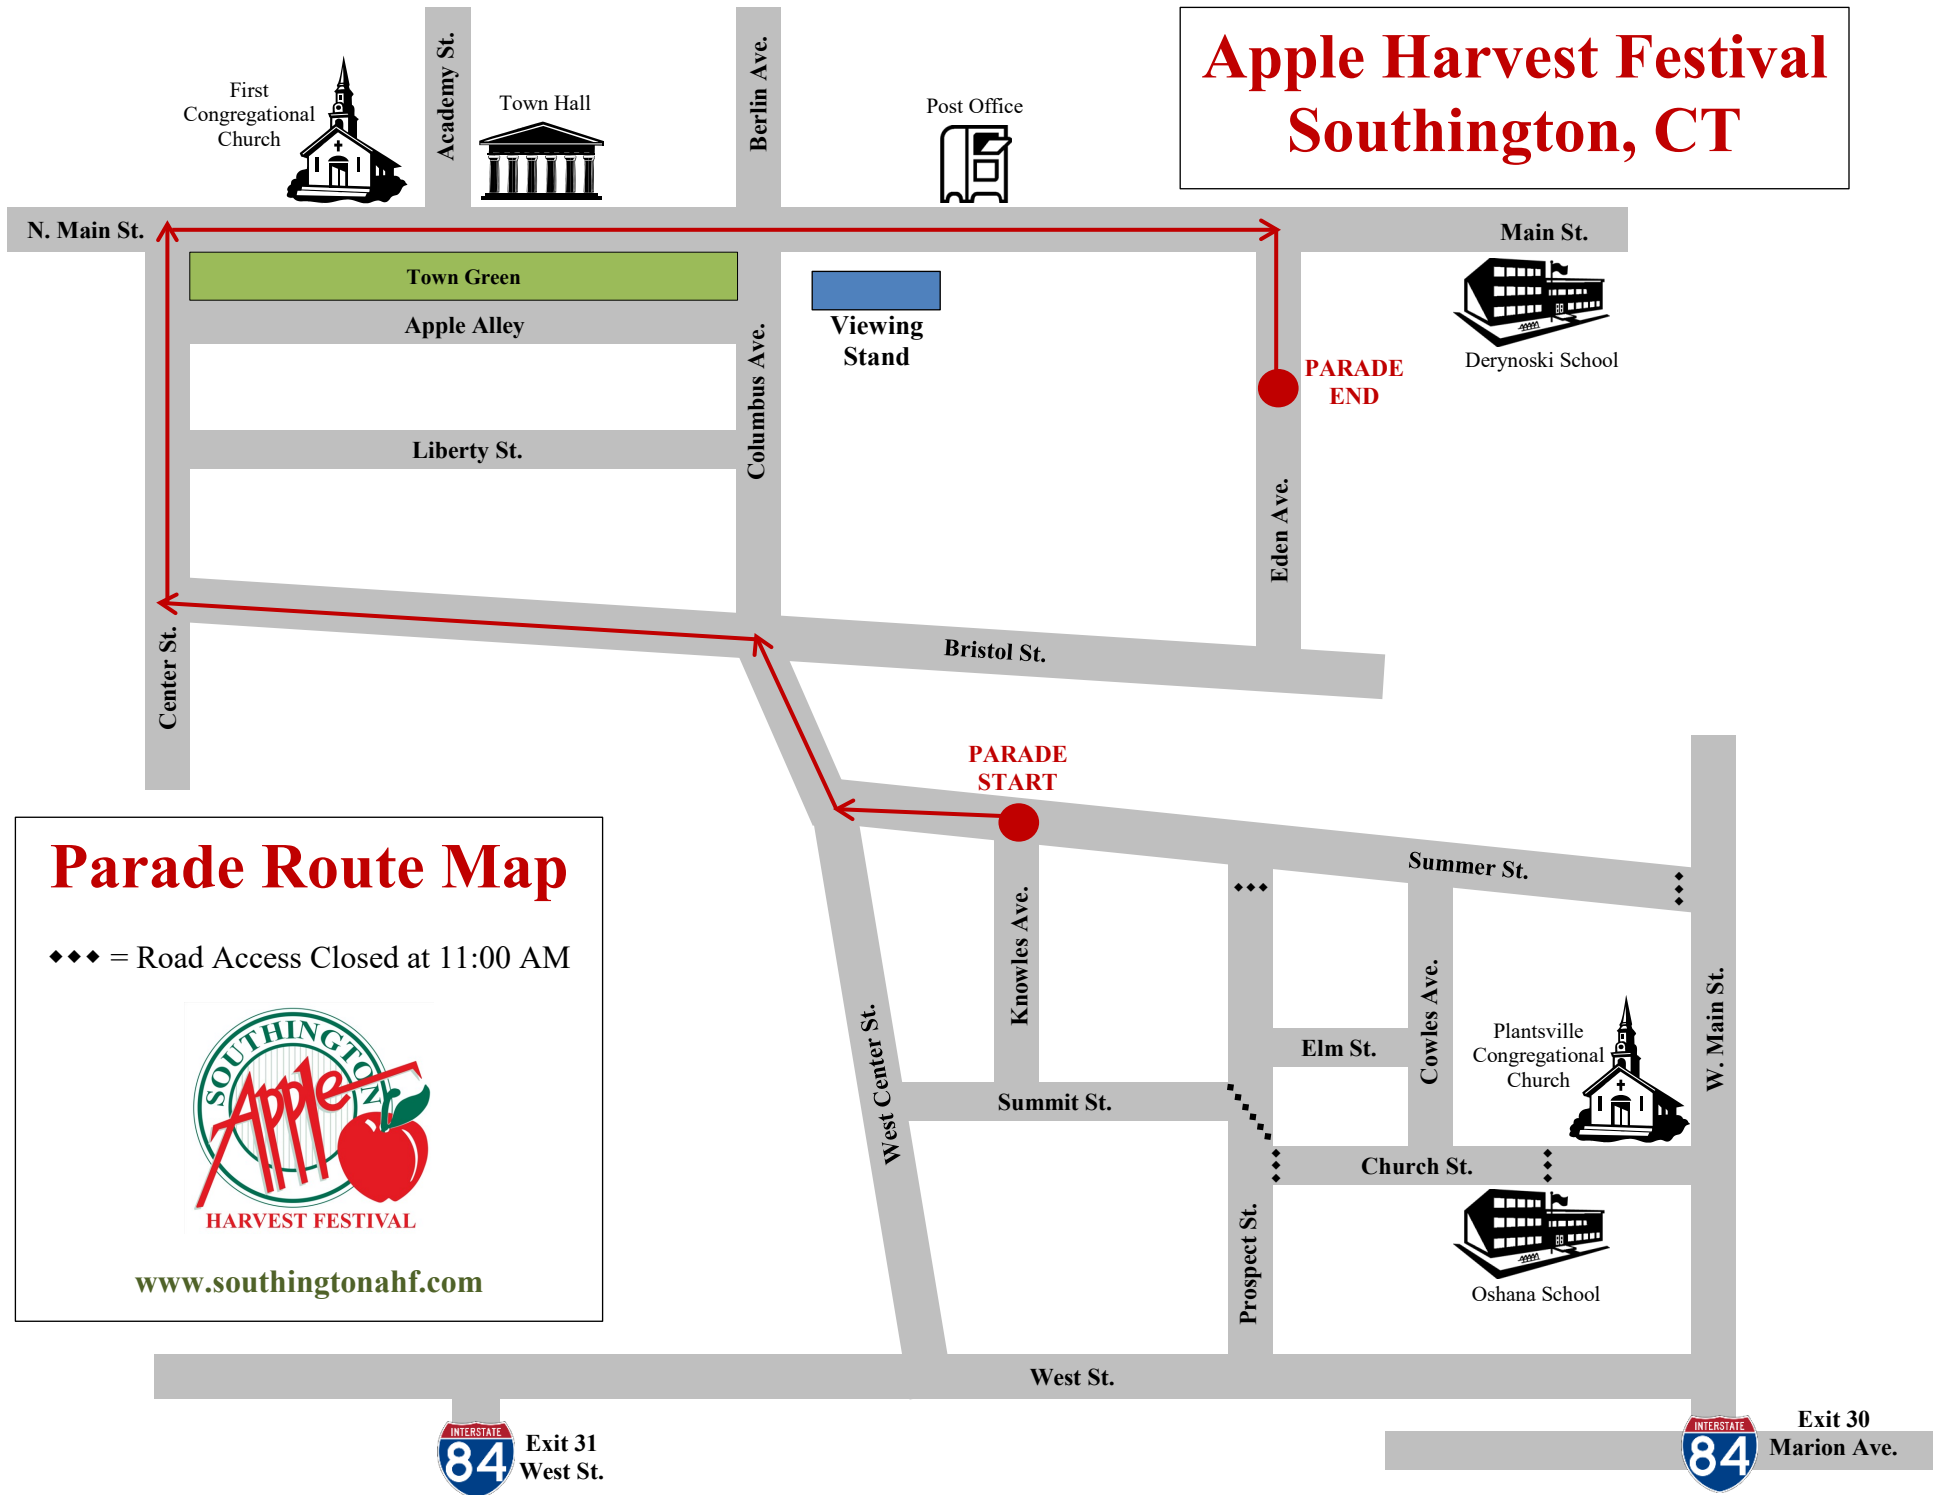 Apple Harvest Festival
Southington, CT
First
Congregational
Church
Academy St.
Town Hall
Berlin Ave.
Post Office
N. Main St.
Main St.
Town Green
Apple Alley
Viewing
Stand
Columbus Ave.
Derynoski School
PARADE
END
Liberty St.
Eden Ave.
Center St.
Bristol St.
PARADE
START
Summer St.
Parade Route Map
= Road Access Closed at 11:00 AM
SOUTHINGTON
Apple
HARVEST FESTIVAL
www.southingtonahf.com
West Center St.
Knowles Ave.
Cowles Ave.
W. Main St.
Elm St.
Plantsville
Congregational
Church
Summit St.
Church St.
Prospect St.
Oshana School
West St.
INTERSTATE
84
Exit 31
West St.
INTERSTATE
84
Exit 30
Marion Ave.